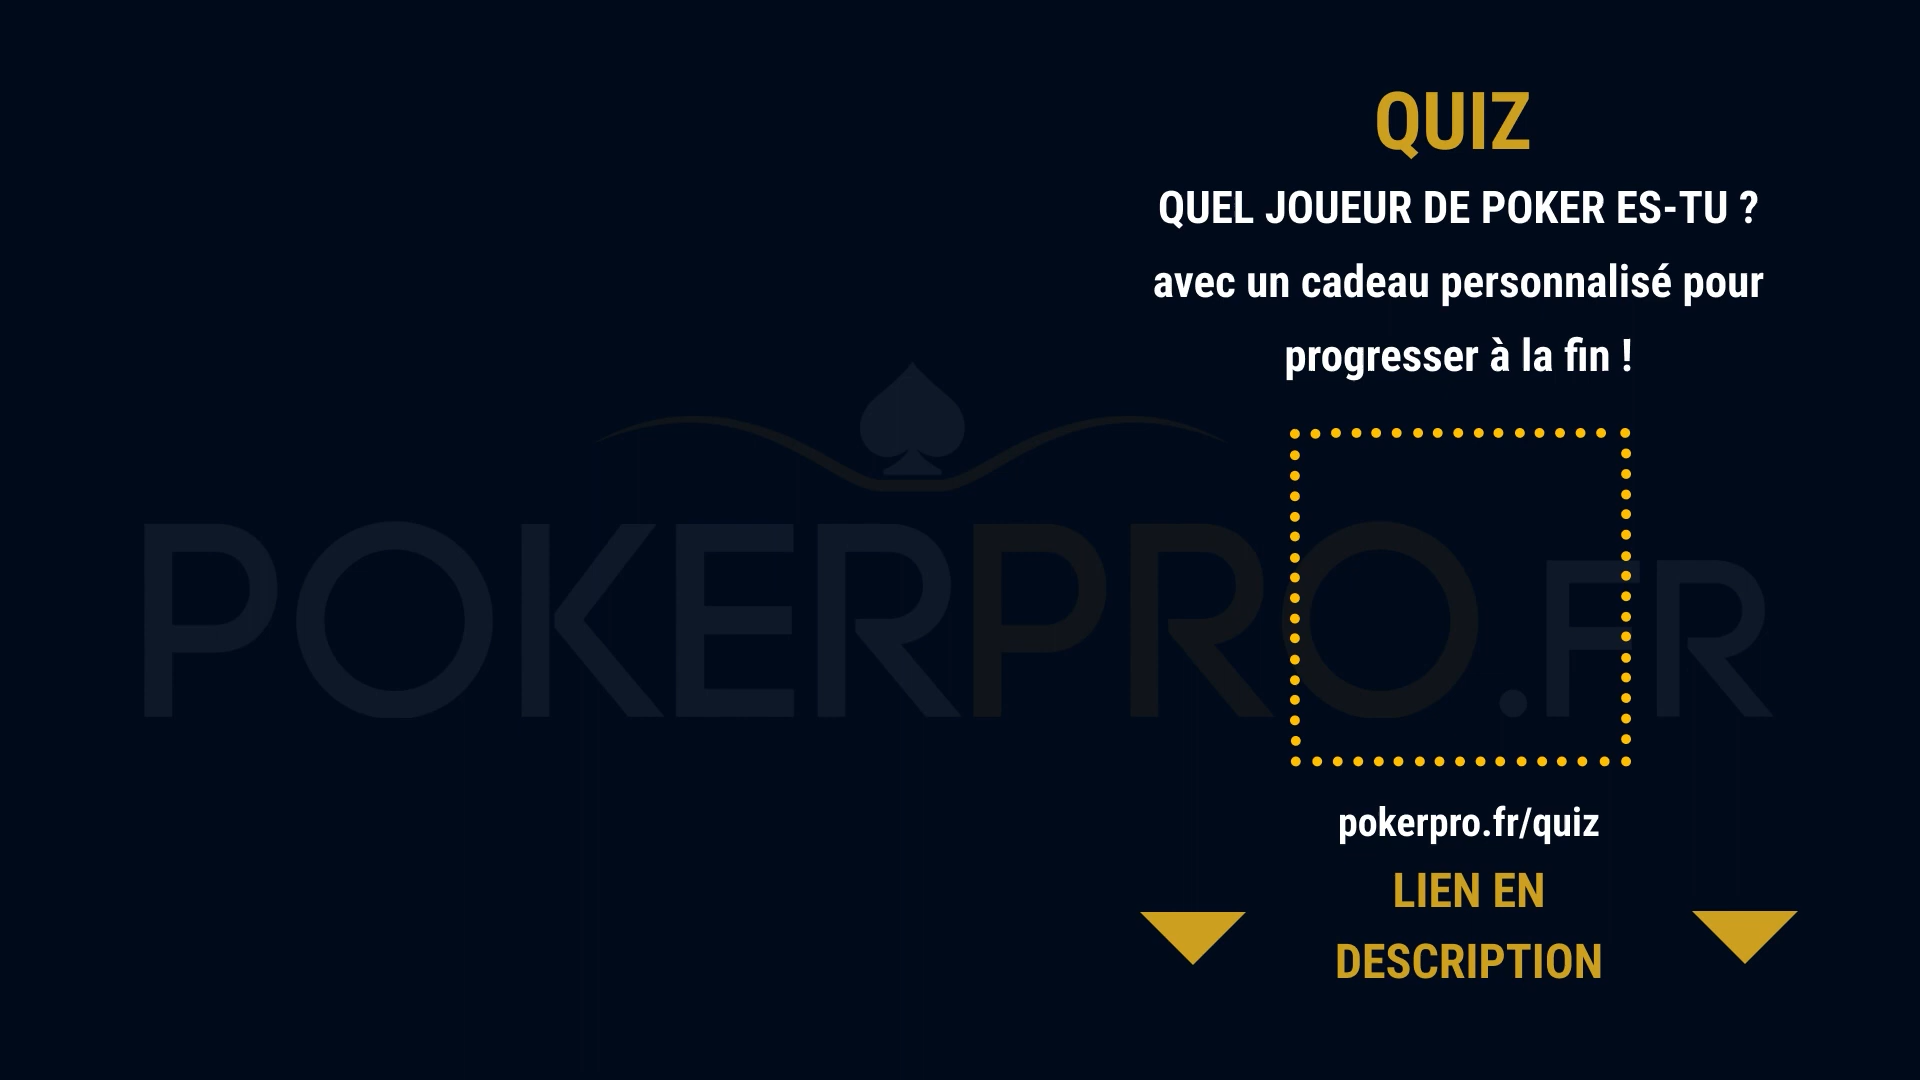 QUIZ
QUEL JOUEUR DE POKER ES-TU ?
avec un cadeau personnalisé pour
progresser à la fin !
POKERPRO.FR
pokerpro.fr/quiz
LIEN EN
DESCRIPTION